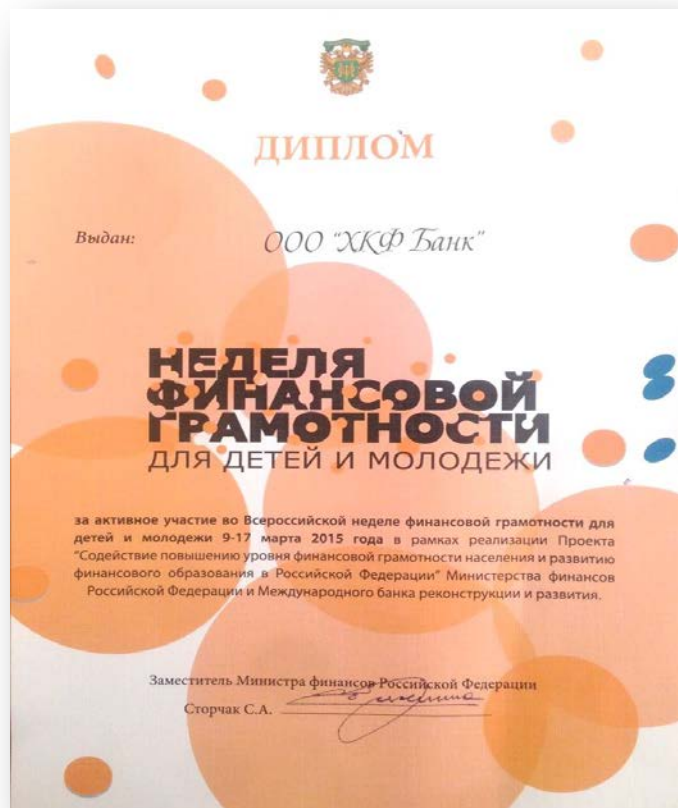 ДИПЛОМ
Выдан: ООО "ХКФ Банк"
НЕДЕЛЯ
ФИНАНСОВОЙ
ГРАМОТНОСТИ
ДЛЯ ДЕТЕЙ И МОЛОДЕЖИ
за активное участие во Всероссийской неделе финансовой грамотности для
детей и молодежи 9-17 марта 2015 года в рамках реализации Проекта
"Содействие повышению уровня финансовой грамотности населения и развитию
финансового образования в Российской Федерации" Министерства финансов
Российской Федерации и Международного банка реконструкции и развития.
Заместитель Министра финансов Российской Федерации
Сторчак С.А.